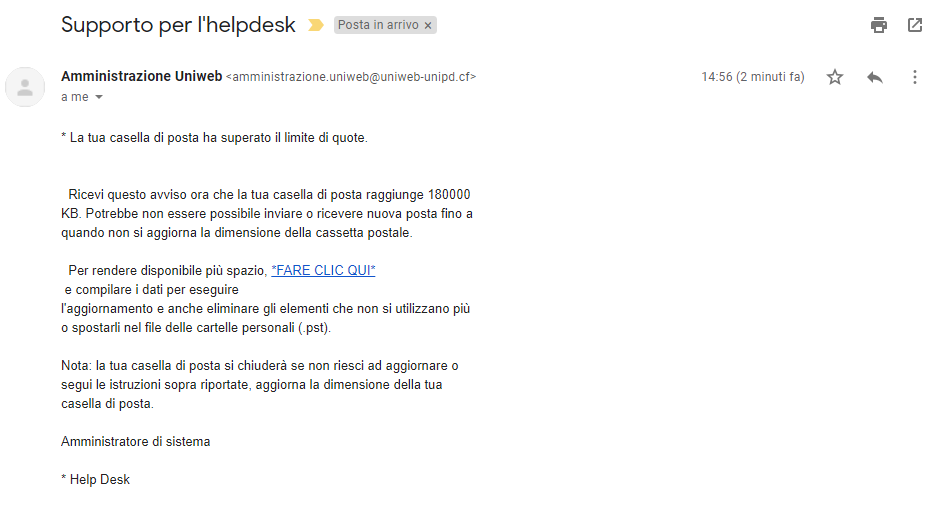 Supporto per l'helpdesk
Posta in arrivo ×
Amministrazione Uniweb <amministrazione.uniweb@uniweb-unipd.cf>
14:56 (2 minuti fa)
a me
* La tua casella di posta ha superato il limite di quote.
Ricevi questo avviso ora che la tua casella di posta raggiunge 180000
KB. Potrebbe non essere possibile inviare o ricevere nuova posta fino a
quando non si aggiorna la dimensione della cassetta postale.
Per rendere disponibile più spazio, *FARE CLIC QUI*
e compilare i dati per eseguire
l'aggiornamento e anche eliminare gli elementi che non si utilizzano più
o spostarli nel file delle cartelle personali (.pst).
Nota: la tua casella di posta si chiuderà se non riesci ad aggiornare o
segui le istruzioni sopra riportate, aggiorna la dimensione della tua
casella di posta.
Amministratore di sistema
* Help Desk